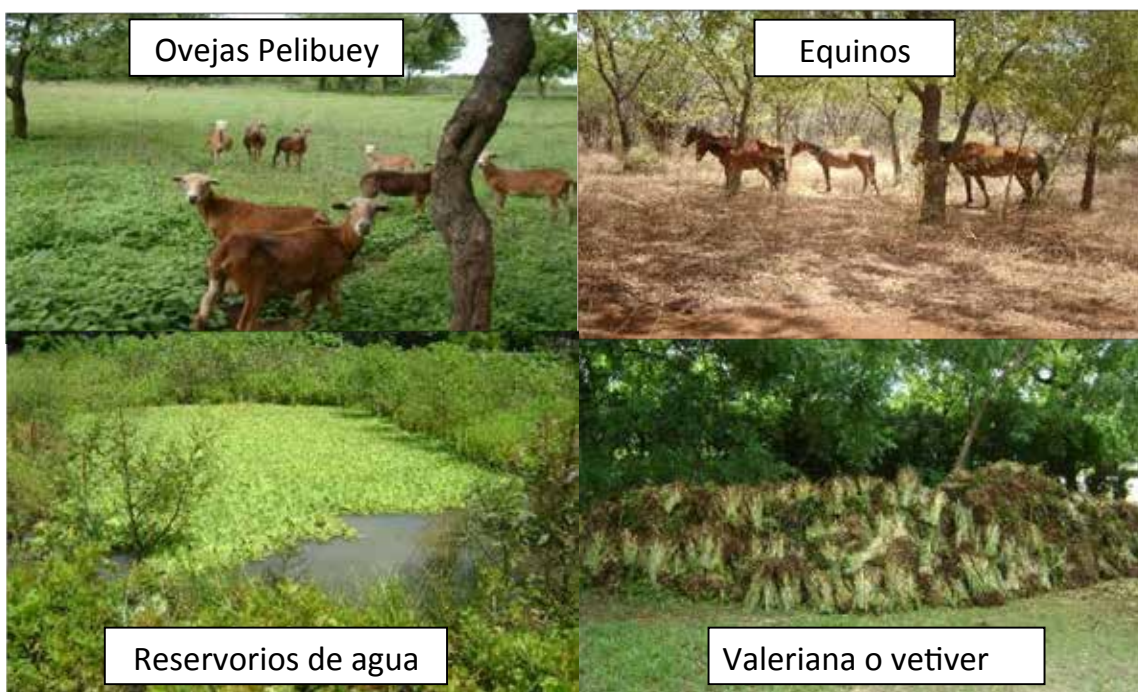 Ovejas Pelibuey
Equinos
Reservorios de agua
Valeriana o vetiver